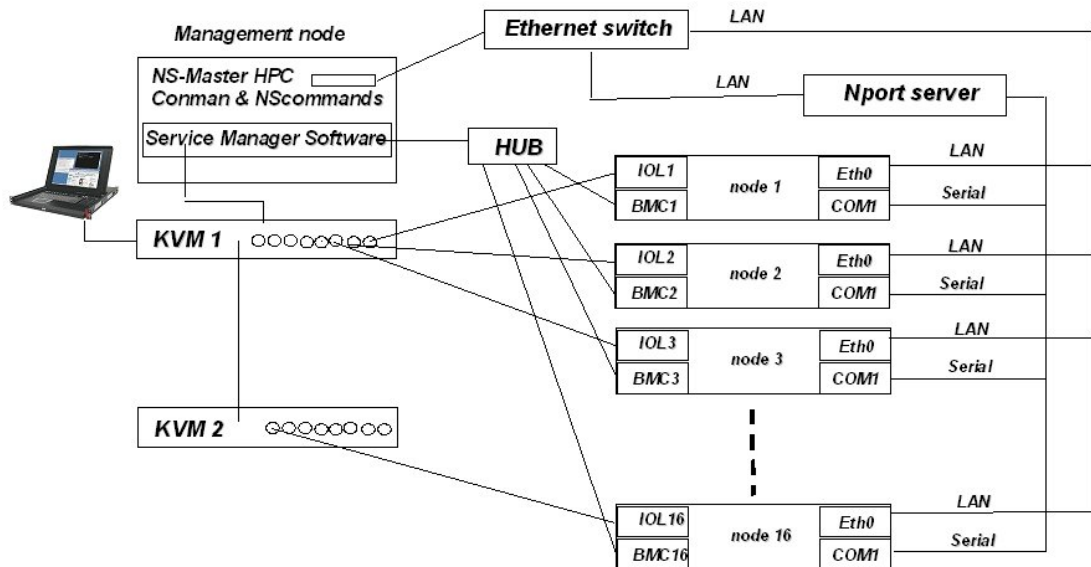 LAN
Ethernet switch
Management node
NS-Master HPC
Conman & NScommands
LAN
Nport server
Service Manager Software
HUB
LAN
IOL1
node 1
Eth0
BMC1
COM1
Serial
KVM 1
LAN
IOL2
node 2
Eth0
BMC2
COM1
Serial
LAN
IOL3
node 3
Eth0
BMC3
COM1
Serial
KVM 2
LAN
IOL16
node 16
Eth0
BMC16
COM1
Serial